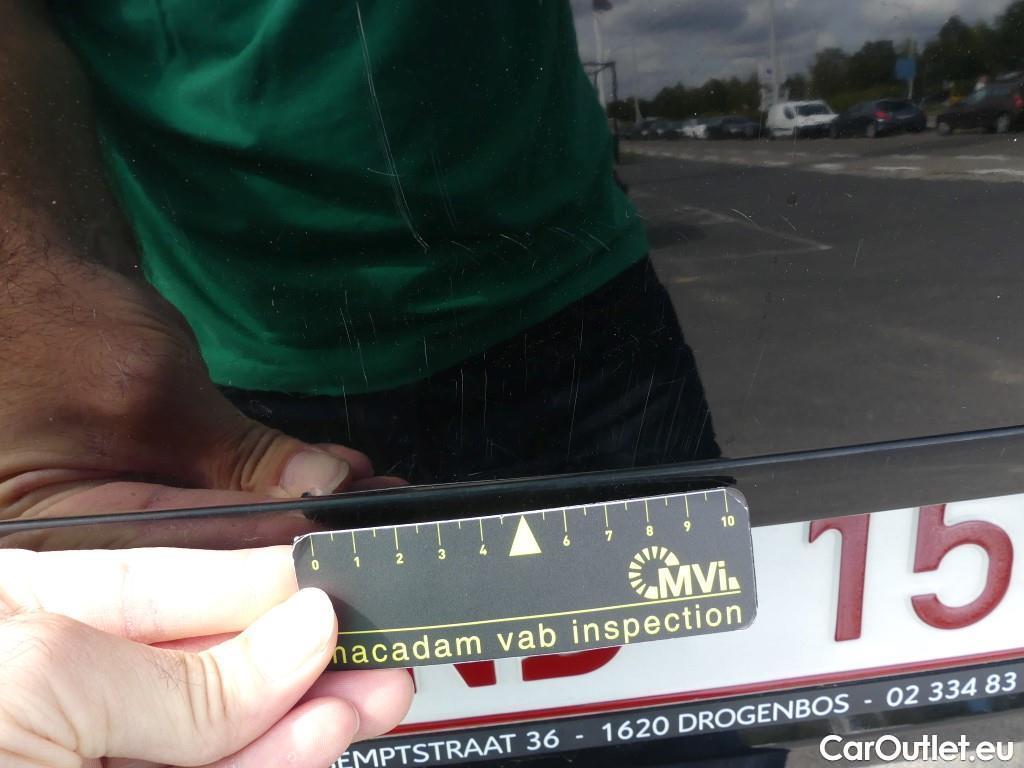 0 1 2 3 4 6 7 8 9 10
MVi.
macadam vab inspection
15
EMPTSTRAAT 36 - 1620 DROGENBOS - 02 334 83
CarOutlet.eu